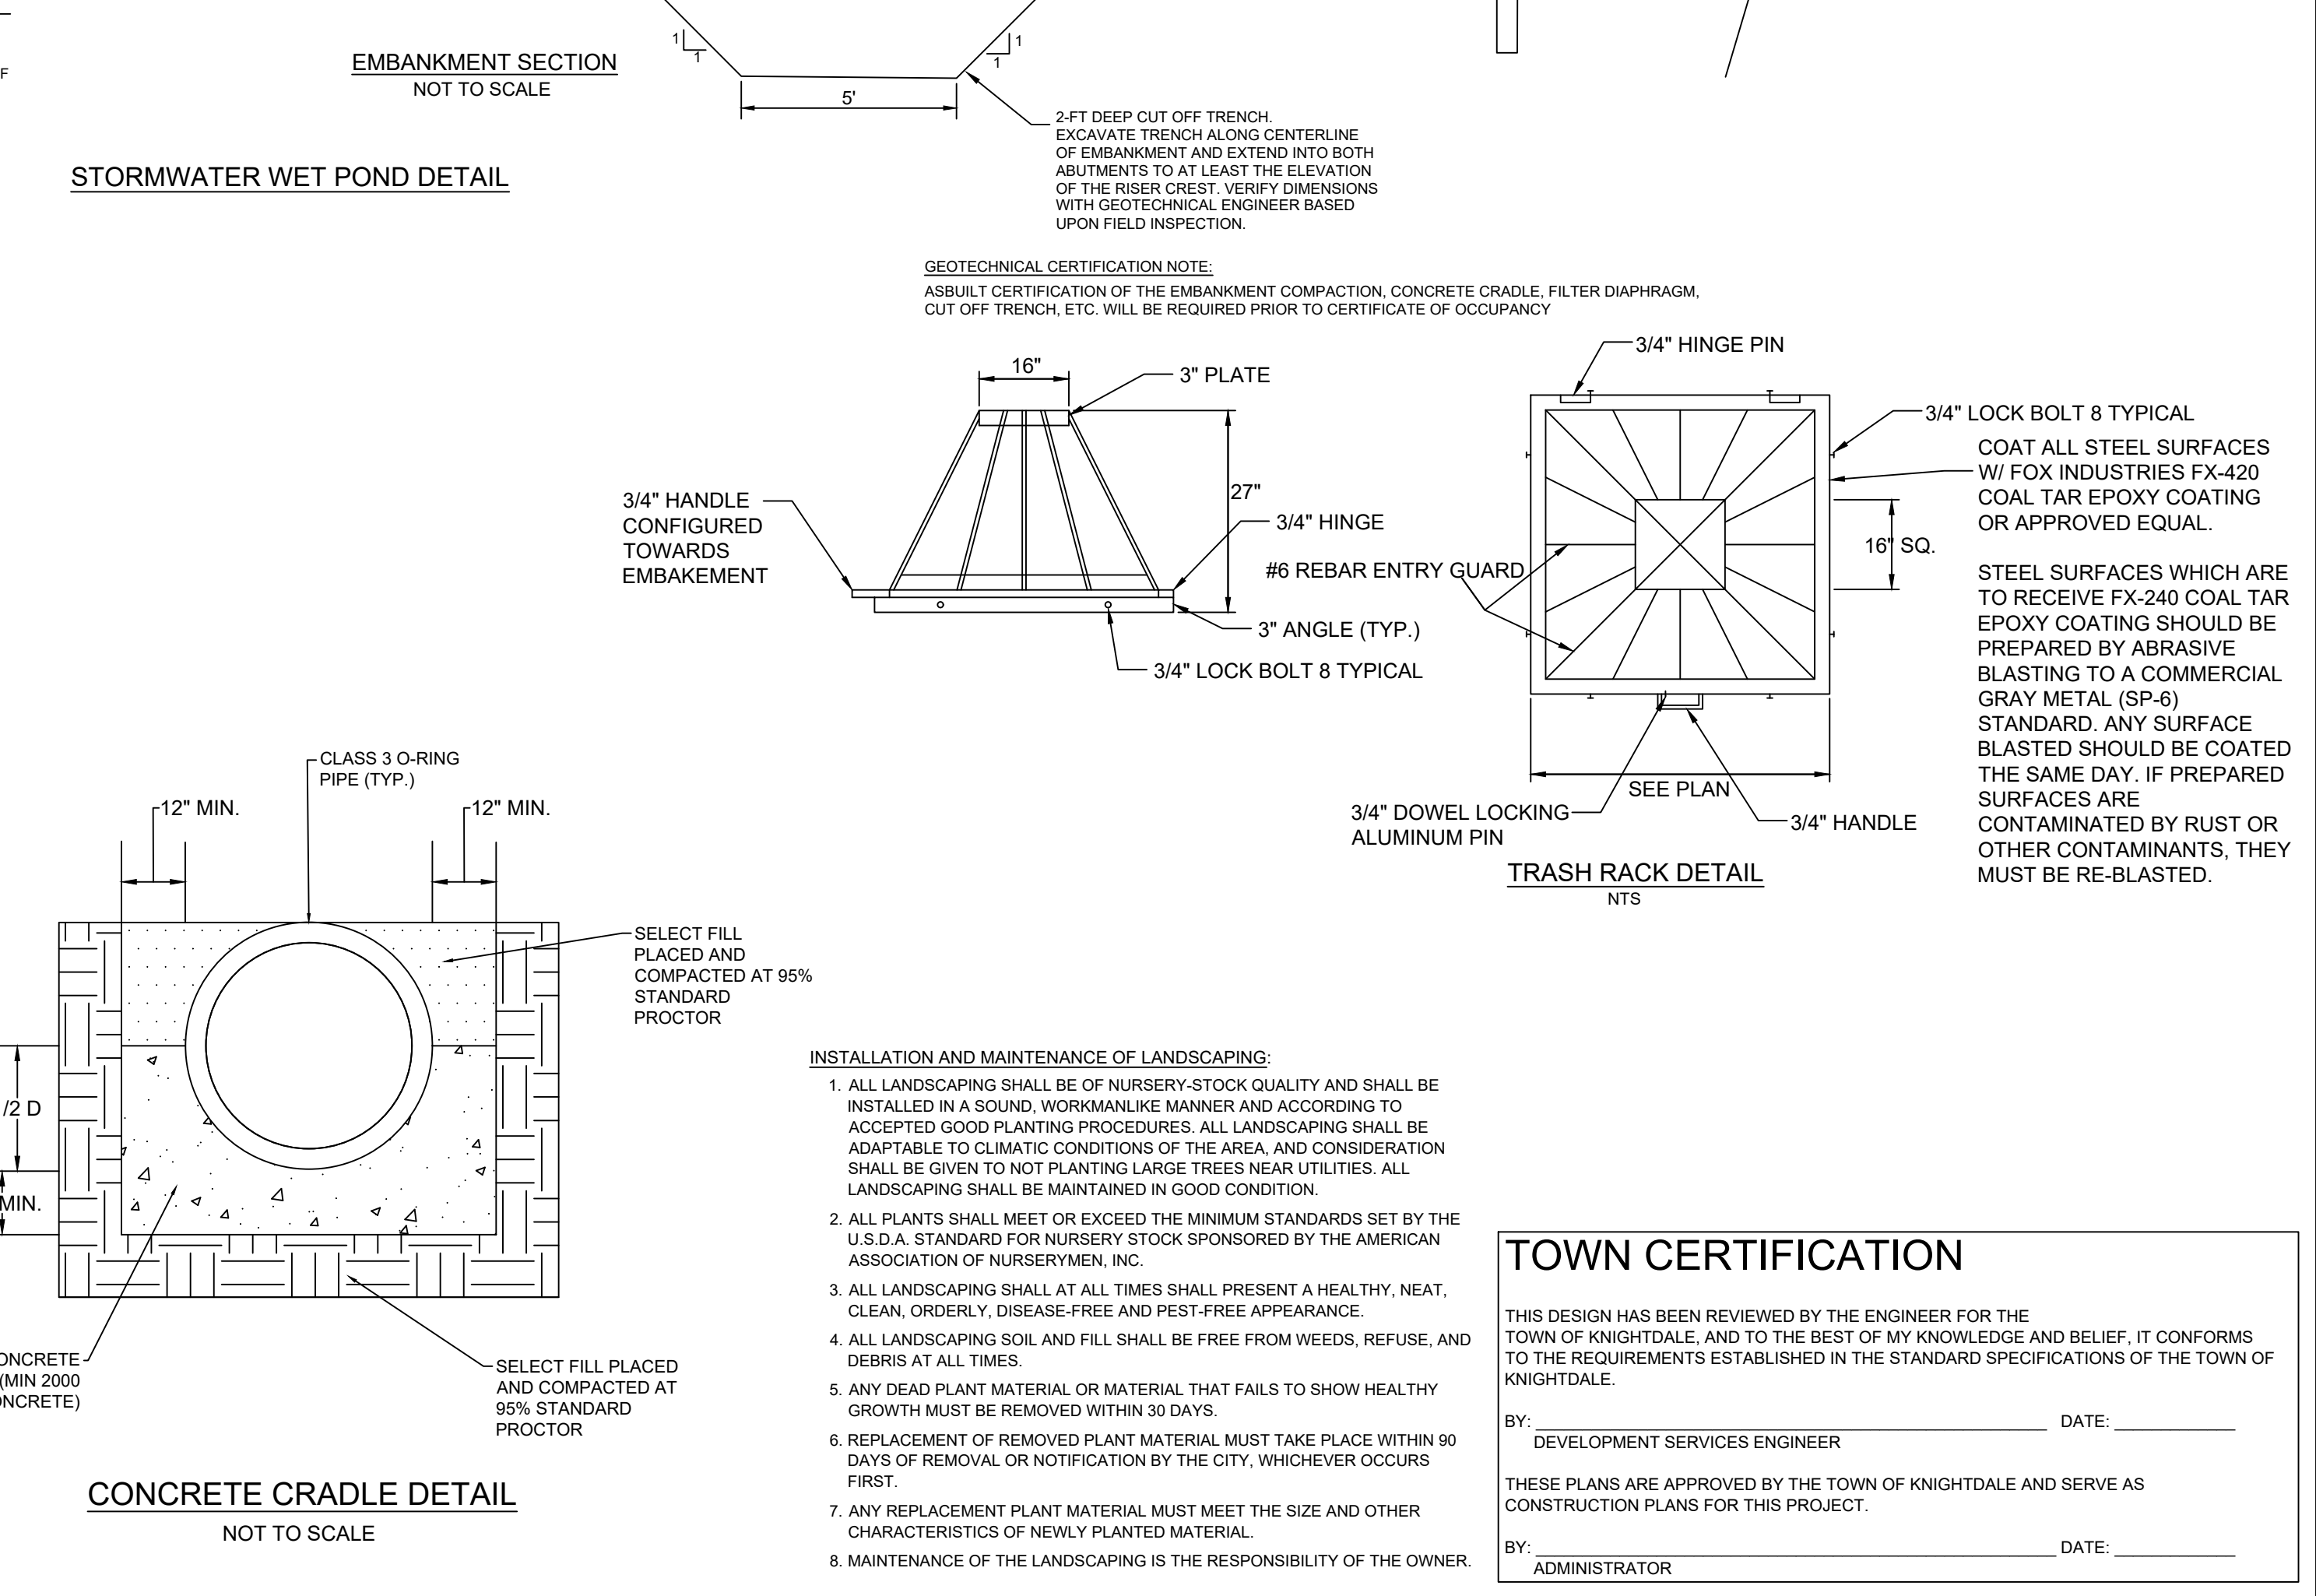 F
EMBANKMENT SECTION
NOT TO SCALE
1
1
1
1
5'
2-FT DEEP CUT OFF TRENCH.
EXCAVATE TRENCH ALONG CENTERLINE
OF EMBANKMENT AND EXTEND INTO BOTH
ABUTMENTS TO AT LEAST THE ELEVATION
OF THE RISER CREST. VERIFY DIMENSIONS
WITH GEOTECHNICAL ENGINEER BASED
UPON FIELD INSPECTION.
STORMWATER WET POND DETAIL
GEOTECHNICAL CERTIFICATION NOTE:
ASBUILT CERTIFICATION OF THE EMBANKMENT COMPACTION, CONCRETE CRADLE, FILTER DIAPHRAGM,
CUT OFF TRENCH, ETC. WILL BE REQUIRED PRIOR TO CERTIFICATE OF OCCUPANCY
16"
3" PLATE
27"
3/4" HANDLE
CONFIGURED
TOWARDS
EMBAKEMENT
3/4" HINGE
3" ANGLE (TYP.)
3/4" LOCK BOLT 8 TYPICAL
3/4" HINGE PIN
3/4" LOCK BOLT 8 TYPICAL
#6 REBAR ENTRY GUARD
16" SQ.
SEE PLAN
3/4" DOWEL LOCKING
ALUMINUM PIN
3/4" HANDLE
TRASH RACK DETAIL
NTS
COAT ALL STEEL SURFACES
W/ FOX INDUSTRIES FX-420
COAL TAR EPOXY COATING
OR APPROVED EQUAL.
STEEL SURFACES WHICH ARE
TO RECEIVE FX-240 COAL TAR
EPOXY COATING SHOULD BE
PREPARED BY ABRASIVE
BLASTING TO A COMMERCIAL
GRAY METAL (SP-6)
STANDARD. ANY SURFACE
BLASTED SHOULD BE COATED
THE SAME DAY. IF PREPARED
SURFACES ARE
CONTAMINATED BY RUST OR
OTHER CONTAMINANTS, THEY
MUST BE RE-BLASTED.
CLASS 3 O-RING
PIPE (TYP.)
12" MIN.
12" MIN.
SELECT FILL
PLACED AND
COMPACTED AT 95%
STANDARD
PROCTOR
/2 D
MIN.
ONCRETE
(MIN 2000
ONCRETE)
SELECT FILL PLACED
AND COMPACTED AT
95% STANDARD
PROCTOR
CONCRETE CRADLE DETAIL
NOT TO SCALE
INSTALLATION AND MAINTENANCE OF LANDSCAPING:
1. ALL LANDSCAPING SHALL BE OF NURSERY-STOCK QUALITY AND SHALL BE
INSTALLED IN A SOUND, WORKMANLIKE MANNER AND ACCORDING TO
ACCEPTED GOOD PLANTING PROCEDURES. ALL LANDSCAPING SHALL BE
ADAPTABLE TO CLIMATIC CONDITIONS OF THE AREA, AND CONSIDERATION
SHALL BE GIVEN TO NOT PLANTING LARGE TREES NEAR UTILITIES. ALL
LANDSCAPING SHALL BE MAINTAINED IN GOOD CONDITION.
2. ALL PLANTS SHALL MEET OR EXCEED THE MINIMUM STANDARDS SET BY THE
U.S.D.A. STANDARD FOR NURSERY STOCK SPONSORED BY THE AMERICAN
ASSOCIATION OF NURSERYMEN, INC.
3. ALL LANDSCAPING SHALL AT ALL TIMES SHALL PRESENT A HEALTHY, NEAT,
CLEAN, ORDERLY, DISEASE-FREE AND PEST-FREE APPEARANCE.
4. ALL LANDSCAPING SOIL AND FILL SHALL BE FREE FROM WEEDS, REFUSE, AND
DEBRIS AT ALL TIMES.
5. ANY DEAD PLANT MATERIAL OR MATERIAL THAT FAILS TO SHOW HEALTHY
GROWTH MUST BE REMOVED WITHIN 30 DAYS.
6. REPLACEMENT OF REMOVED PLANT MATERIAL MUST TAKE PLACE WITHIN 90
DAYS OF REMOVAL OR NOTIFICATION BY THE CITY, WHICHEVER OCCURS
FIRST.
7. ANY REPLACEMENT PLANT MATERIAL MUST MEET THE SIZE AND OTHER
CHARACTERISTICS OF NEWLY PLANTED MATERIAL.
8. MAINTENANCE OF THE LANDSCAPING IS THE RESPONSIBILITY OF THE OWNER.
TOWN CERTIFICATION
THIS DESIGN HAS BEEN REVIEWED BY THE ENGINEER FOR THE
TOWN OF KNIGHTDALE, AND TO THE BEST OF MY KNOWLEDGE AND BELIEF, IT CONFORMS
TO THE REQUIREMENTS ESTABLISHED IN THE STANDARD SPECIFICATIONS OF THE TOWN OF
KNIGHTDALE.
BY: DATE:
DEVELOPMENT SERVICES ENGINEER
THESE PLANS ARE APPROVED BY THE TOWN OF KNIGHTDALE AND SERVE AS
CONSTRUCTION PLANS FOR THIS PROJECT.
BY: DATE:
ADMINISTRATOR